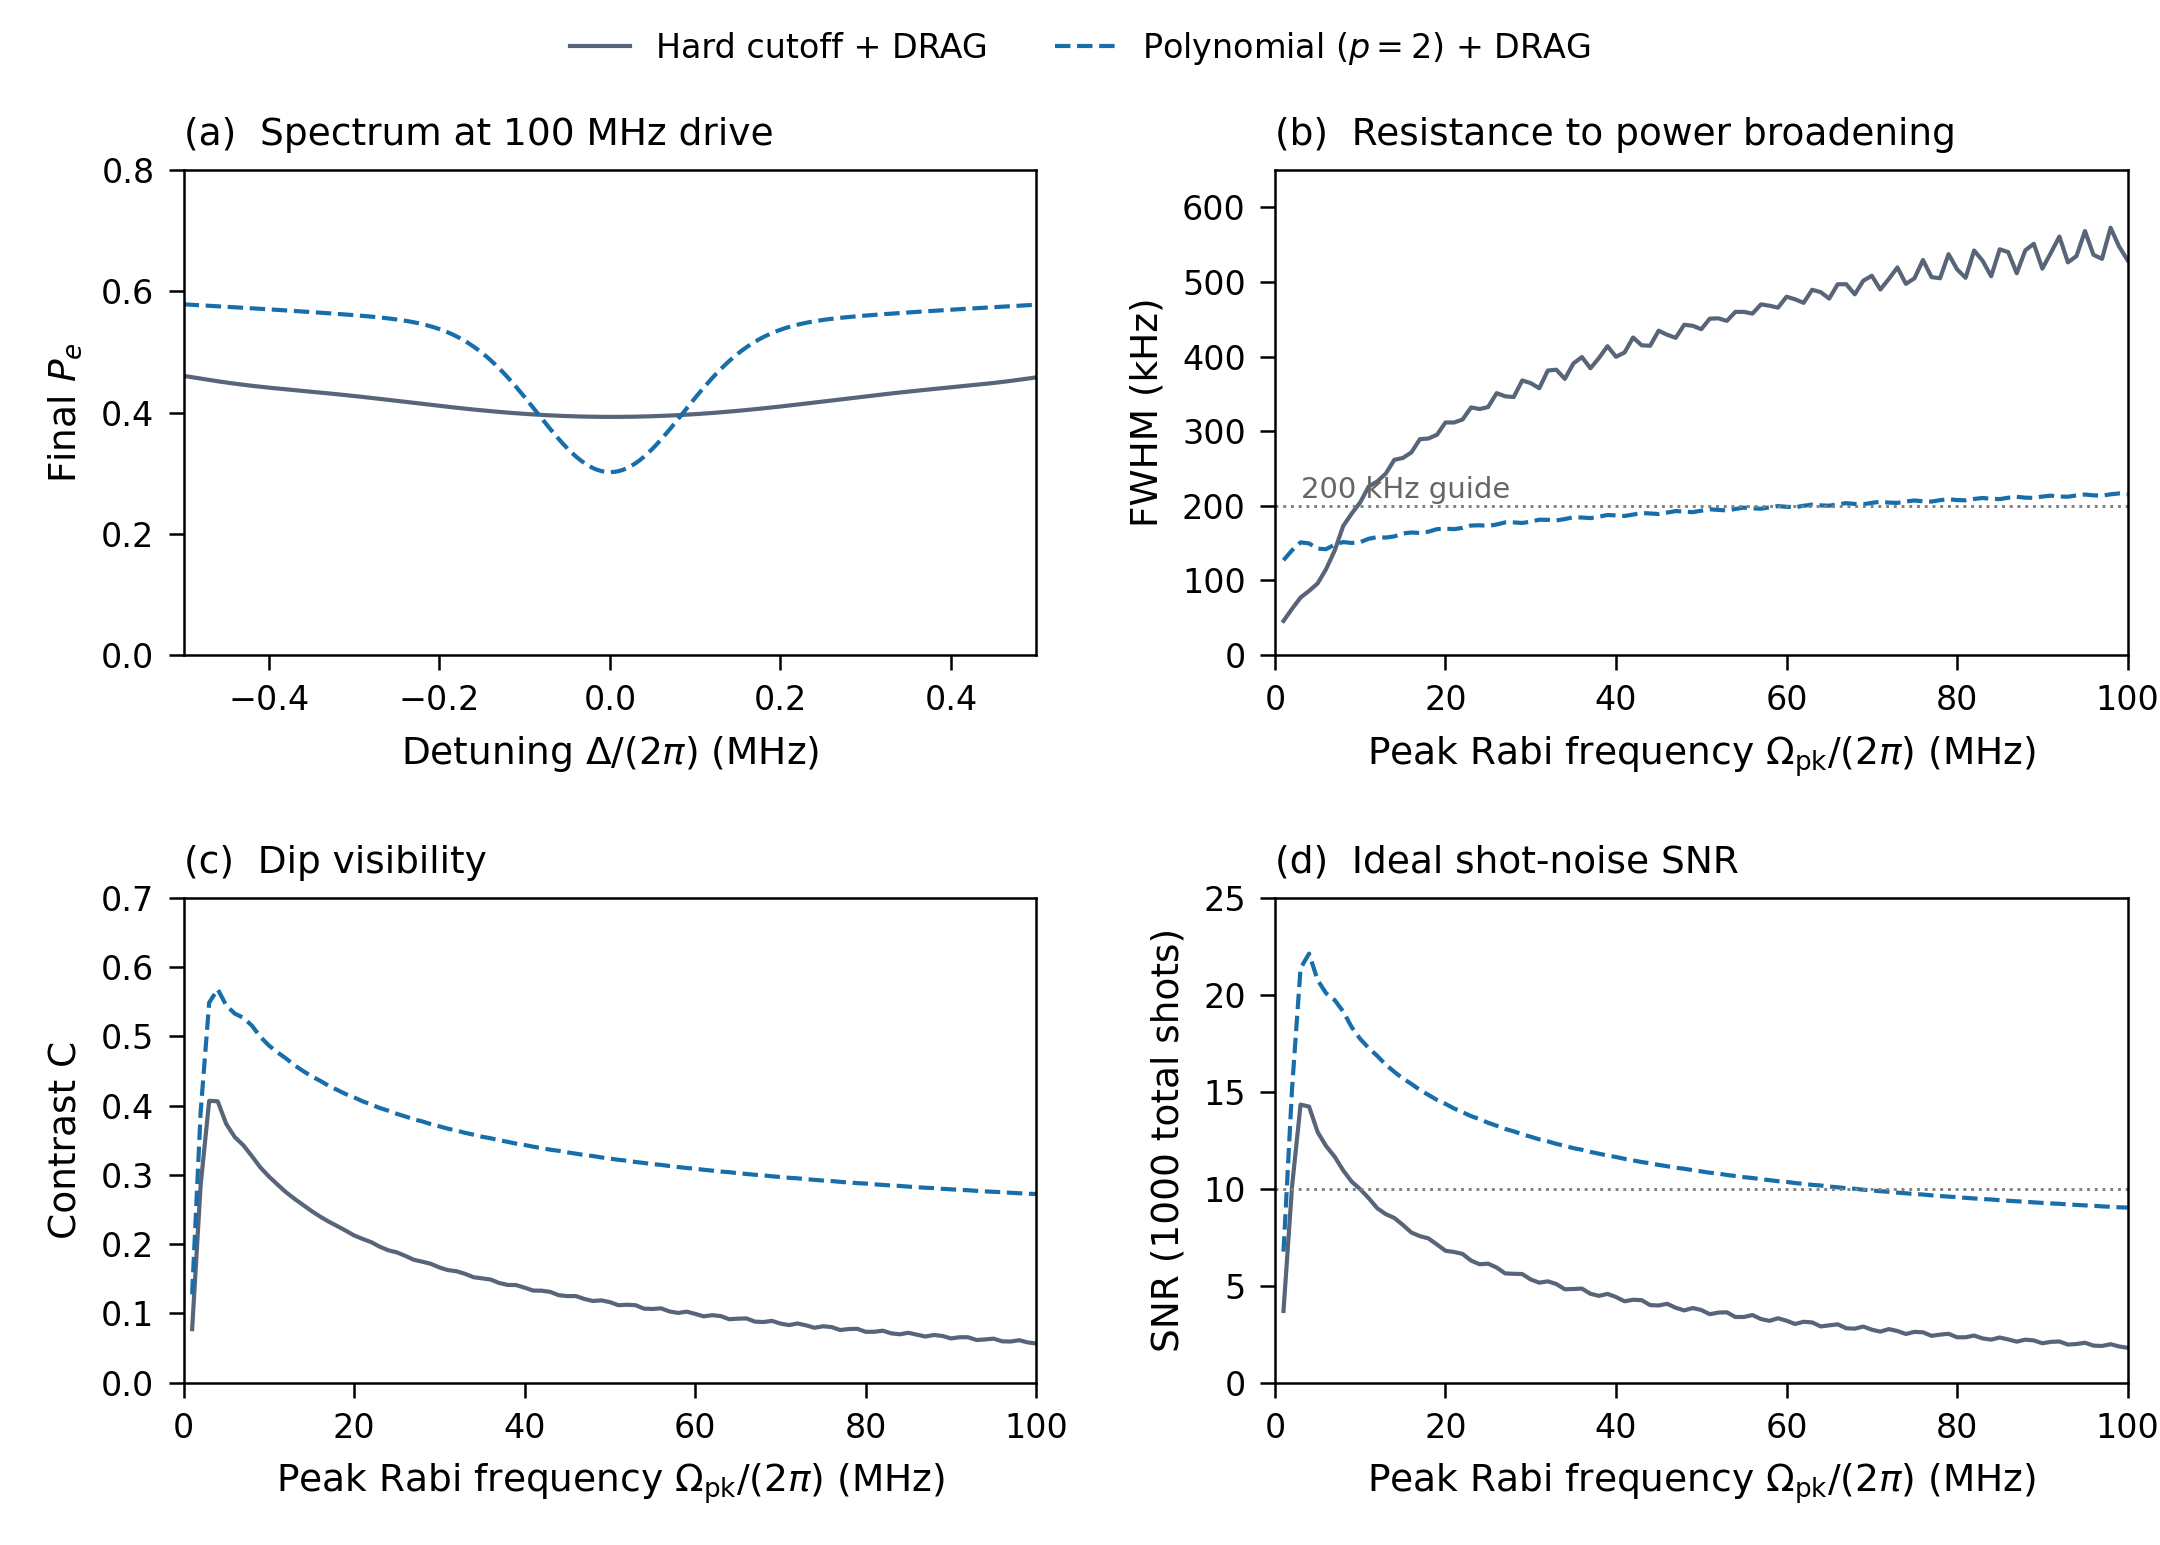 Hard cutoff + DRAG
Polynomial (p = 2) + DRAG
(a) Spectrum at 100 MHz drive
0.8
0.6
0.4
0.2
0.0
Final Pₑ
−0.4 −0.2 0.0 0.2 0.4
Detuning Δ/(2π) (MHz)
(b) Resistance to power broadening
600
500
400
300
200
100
0
FWHM (kHz)
200 kHz guide
0 20 40 60 80 100
Peak Rabi frequency Ω_pk/(2π) (MHz)
(c) Dip visibility
0.7
0.6
0.5
0.4
0.3
0.2
0.1
0.0
Contrast C
0 20 40 60 80 100
Peak Rabi frequency Ω_pk/(2π) (MHz)
(d) Ideal shot-noise SNR
25
20
15
10
5
0
SNR (1000 total shots)
0 20 40 60 80 100
Peak Rabi frequency Ω_pk/(2π) (MHz)